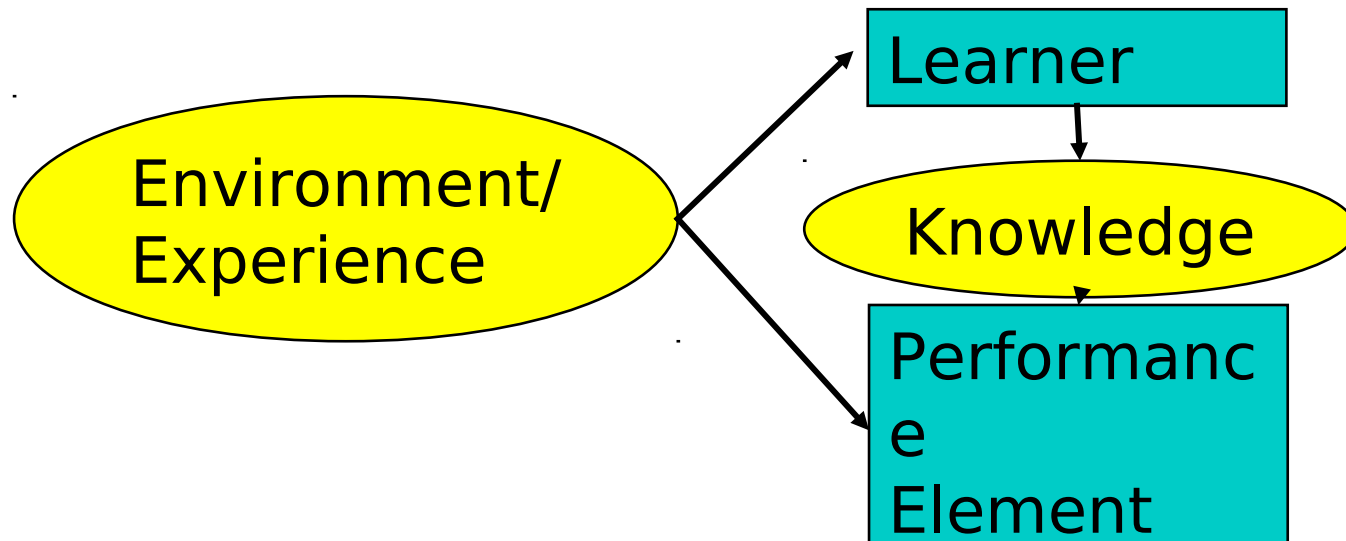 Environment/
Experience
Learner
Knowledge
Performanc
e
Element